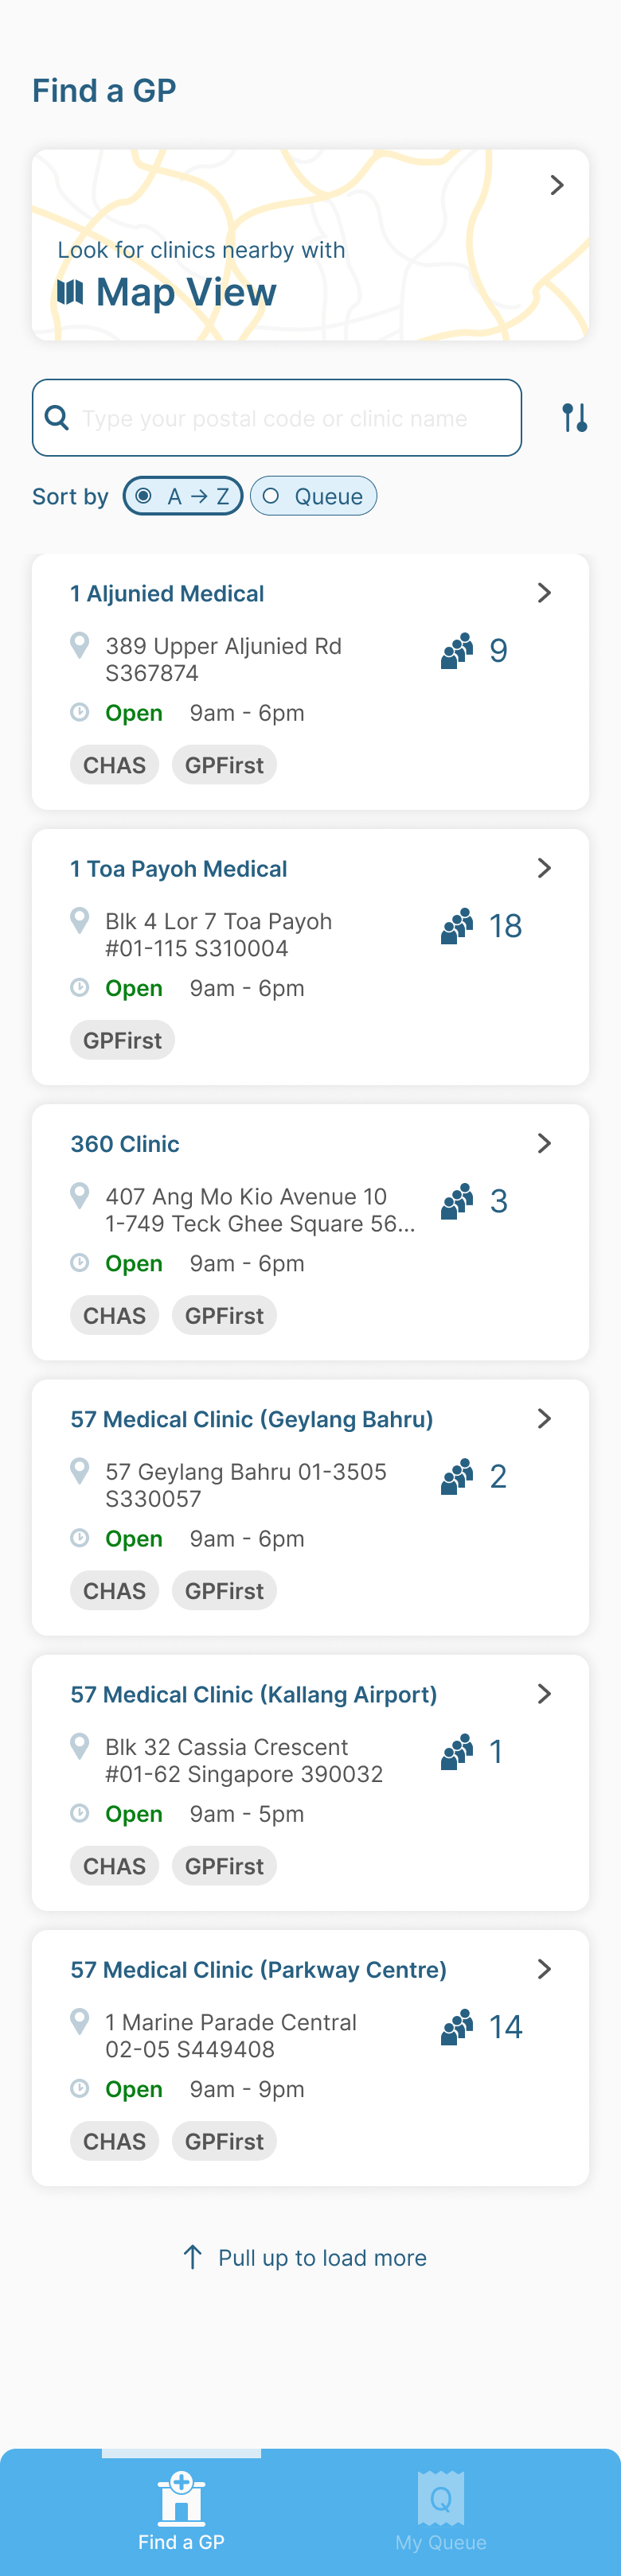 Find a GP
Look for clinics nearby with
Map View
Type your postal code or clinic name
Sort by A → Z Queue
1 Aljunied Medical
389 Upper Aljunied Rd
S367874
9
Open 9am - 6pm
CHAS GPFirst
1 Toa Payoh Medical
Blk 4 Lor 7 Toa Payoh
#01-115 S310004
18
Open 9am - 6pm
GPFirst
360 Clinic
407 Ang Mo Kio Avenue 10
1-749 Teck Ghee Square 56...
3
Open 9am - 6pm
CHAS GPFirst
57 Medical Clinic (Geylang Bahru)
57 Geylang Bahru 01-3505
S330057
2
Open 9am - 6pm
CHAS GPFirst
57 Medical Clinic (Kallang Airport)
Blk 32 Cassia Crescent
#01-62 Singapore 390032
1
Open 9am - 5pm
CHAS GPFirst
57 Medical Clinic (Parkway Centre)
1 Marine Parade Central
02-05 S449408
14
Open 9am - 9pm
CHAS GPFirst
↑ Pull up to load more
Q
Find a GP My Queue